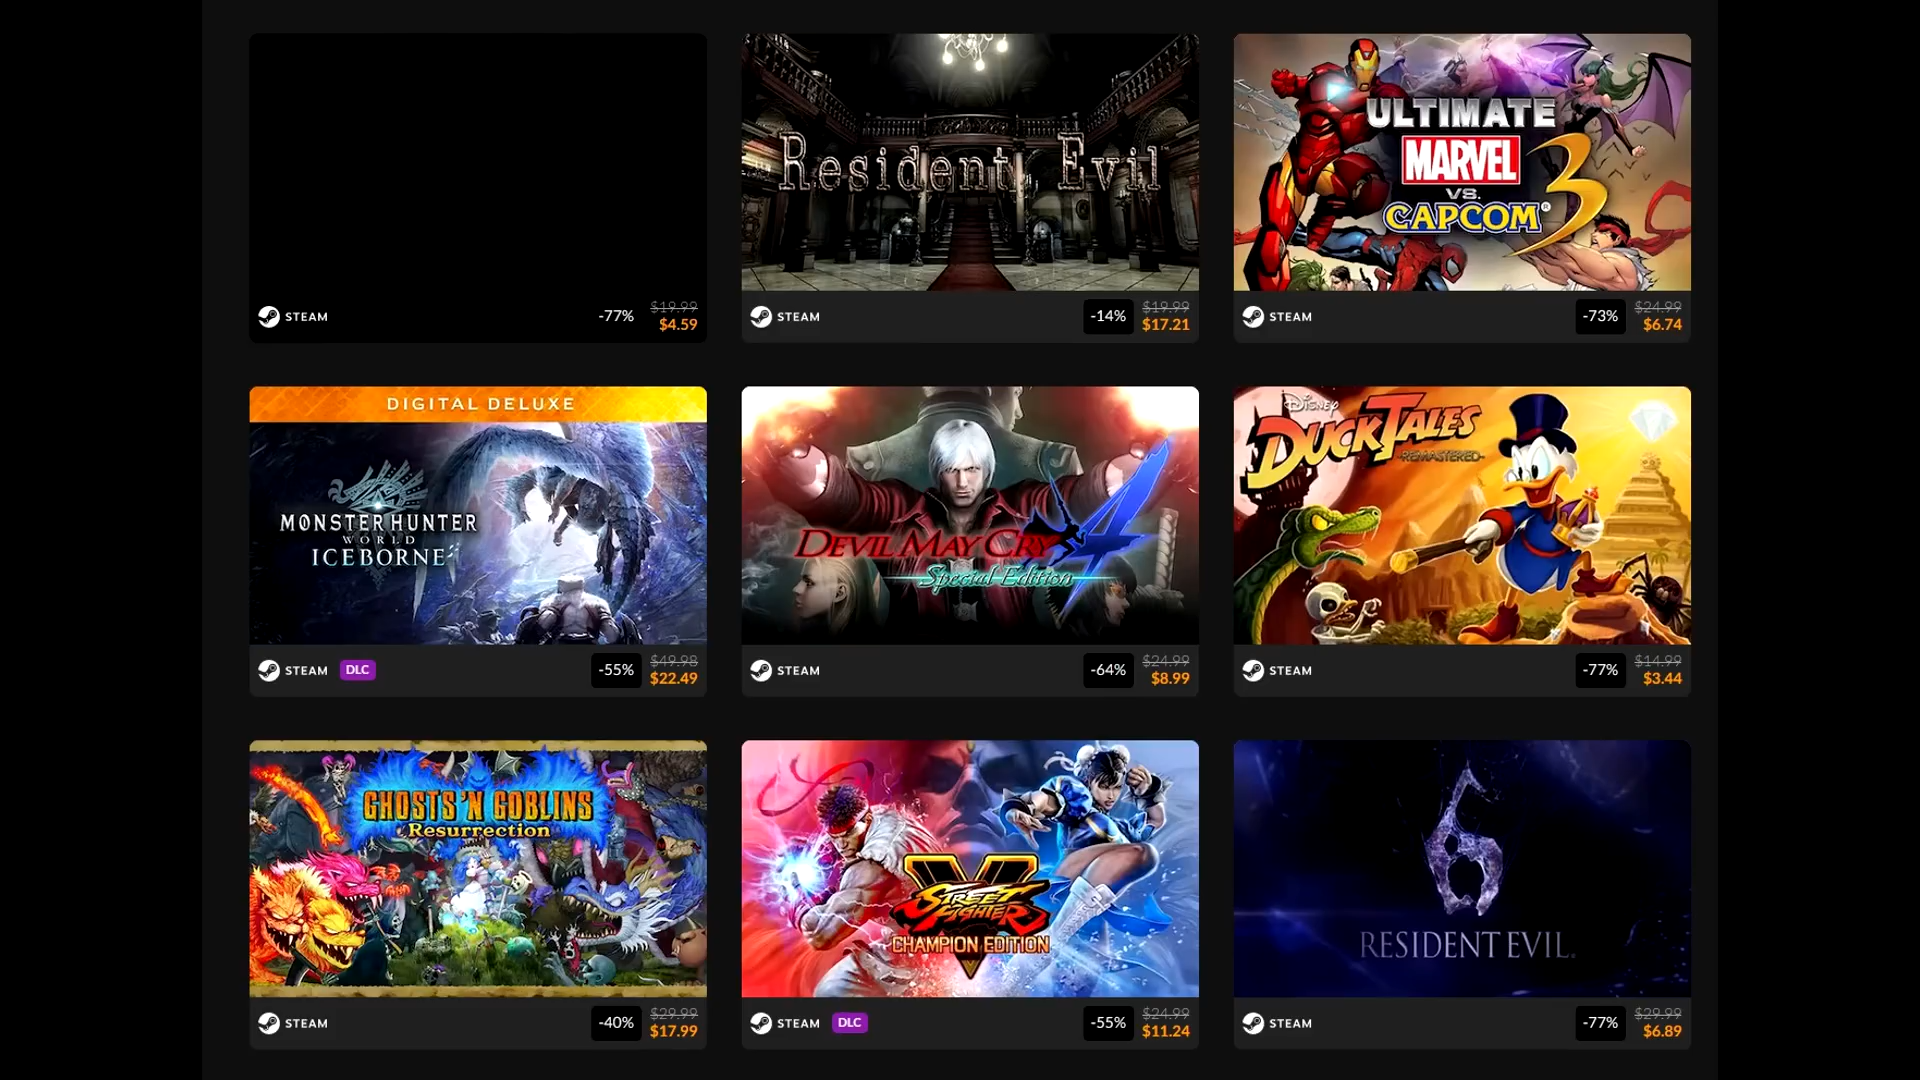 STEAM
-77%
$19.99
$4.59
Resident Evil
STEAM
-14%
$19.99
$17.21
ULTIMATE
MARVEL
VS.
CAPCOM® 3
STEAM
-73%
$24.99
$6.74
DIGITAL DELUXE
MONSTER HUNTER
WORLD
ICEBORNE
STEAM
DLC
-55%
$49.98
$22.49
DEVIL MAY CRY 4
Special Edition
STEAM
-64%
$24.99
$8.99
DISNEY
DUCKTALES
-REMASTERED-
STEAM
-77%
$14.99
$3.44
GHOSTS 'N GOBLINS
Resurrection
STEAM
-40%
$29.99
$17.99
V
STREET
FIGHTER
CHAMPION EDITION
STEAM
DLC
-55%
$24.99
$11.24
6
RESIDENT EVIL.
STEAM
-77%
$29.99
$6.89